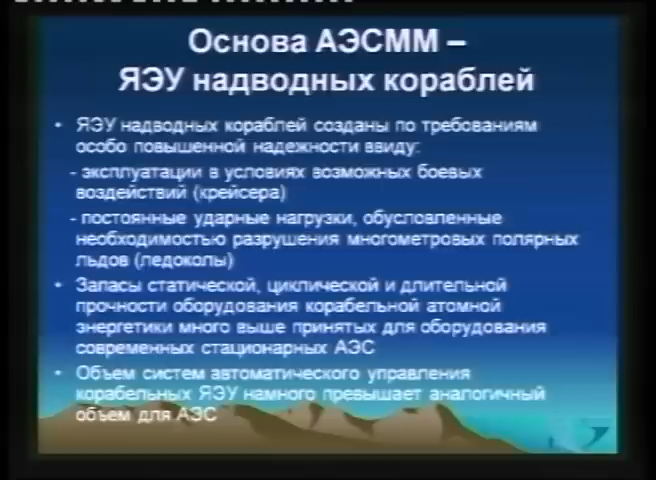 Основа АЭСММ –
ЯЭУ надводных кораблей
• ЯЭУ надводных кораблей созданы по требованиям
особо повышенной надежности ввиду:
- эксплуатации в условиях возможных боевых
воздействий (крейсера)
- постоянные ударные нагрузки, обусловленные
необходимостью разрушения многометровых полярных
льдов (ледоколы)
• Запасы статической, циклической и длительной
прочности оборудования корабельной атомной
энергетики много выше принятых для оборудования
современных стационарных АЭС
• Объем систем автоматического управления
корабельных ЯЭУ намного превышает аналогичный
объем для АЭС